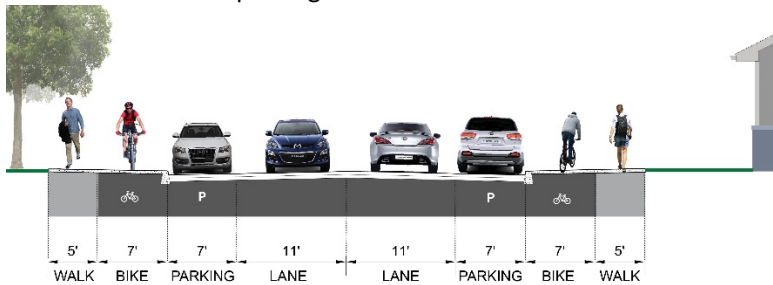 P P
5' 7' 7' 11' 11' 7' 7' 5'
WALK BIKE PARKING LANE LANE PARKING BIKE WALK